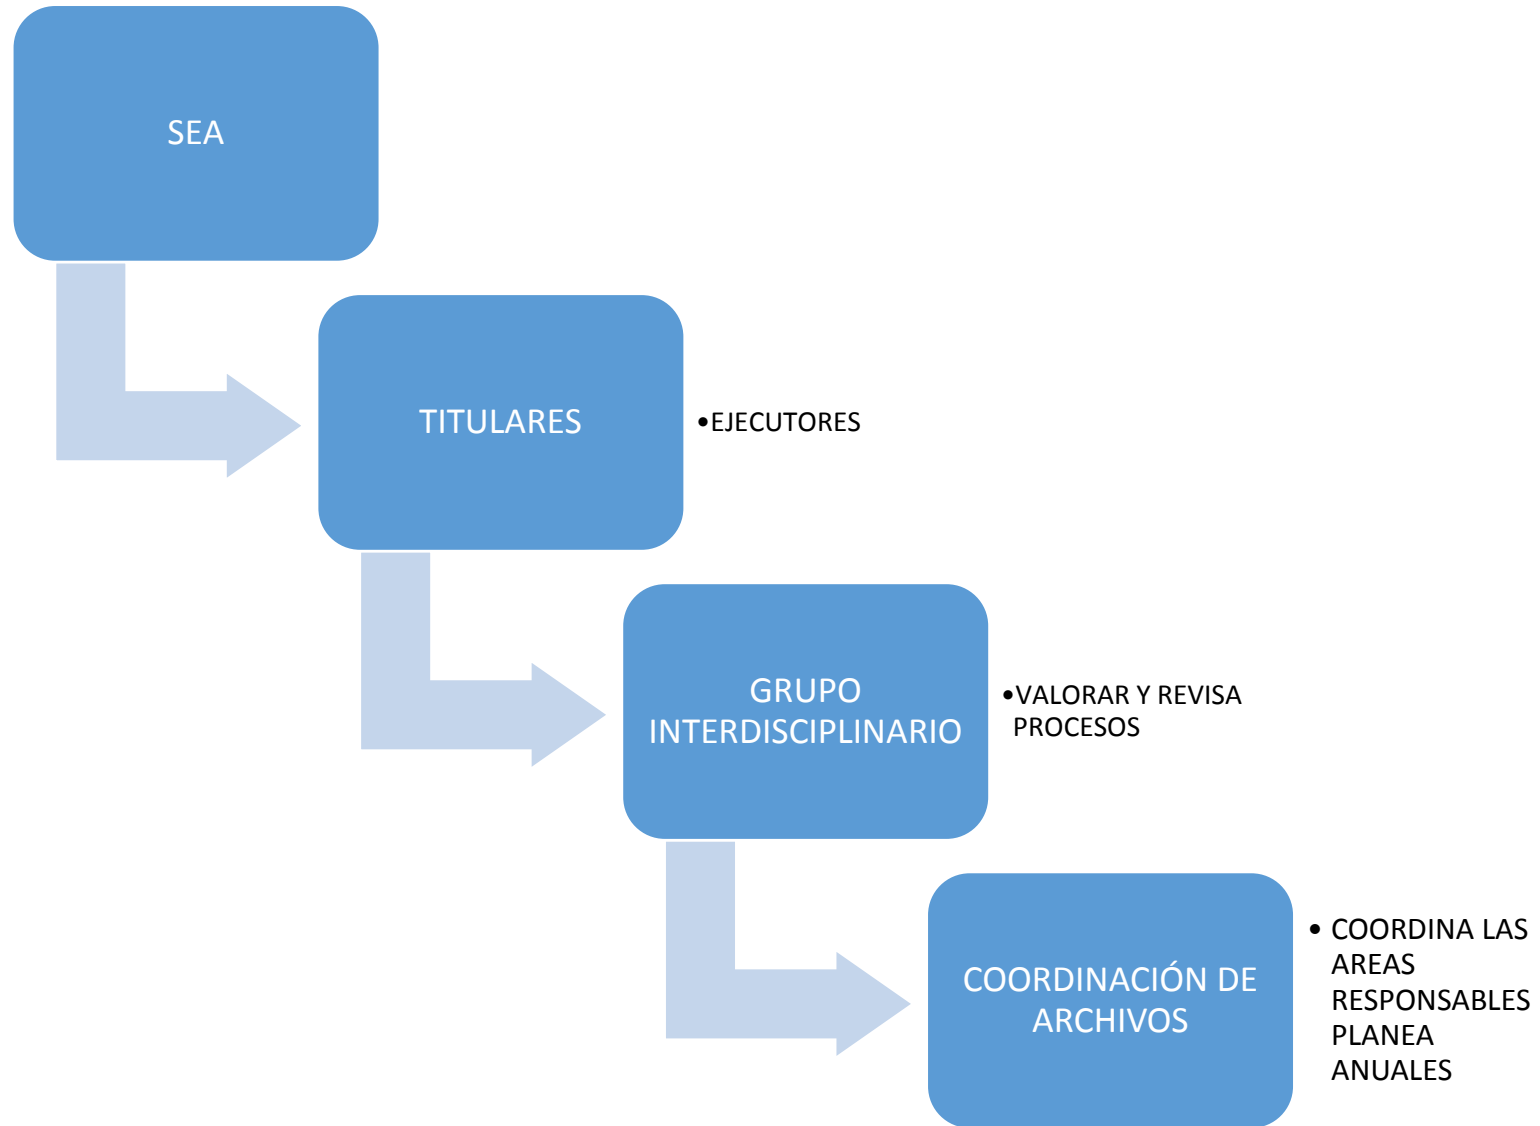 SEA
TITULARES
•EJECUTORES
GRUPO
INTERDISCIPLINARIO
•VALORAR Y REVISA
PROCESOS
COORDINACIÓN DE
ARCHIVOS
• COORDINA LAS
AREAS
RESPONSABLES
PLANEA
ANUALES